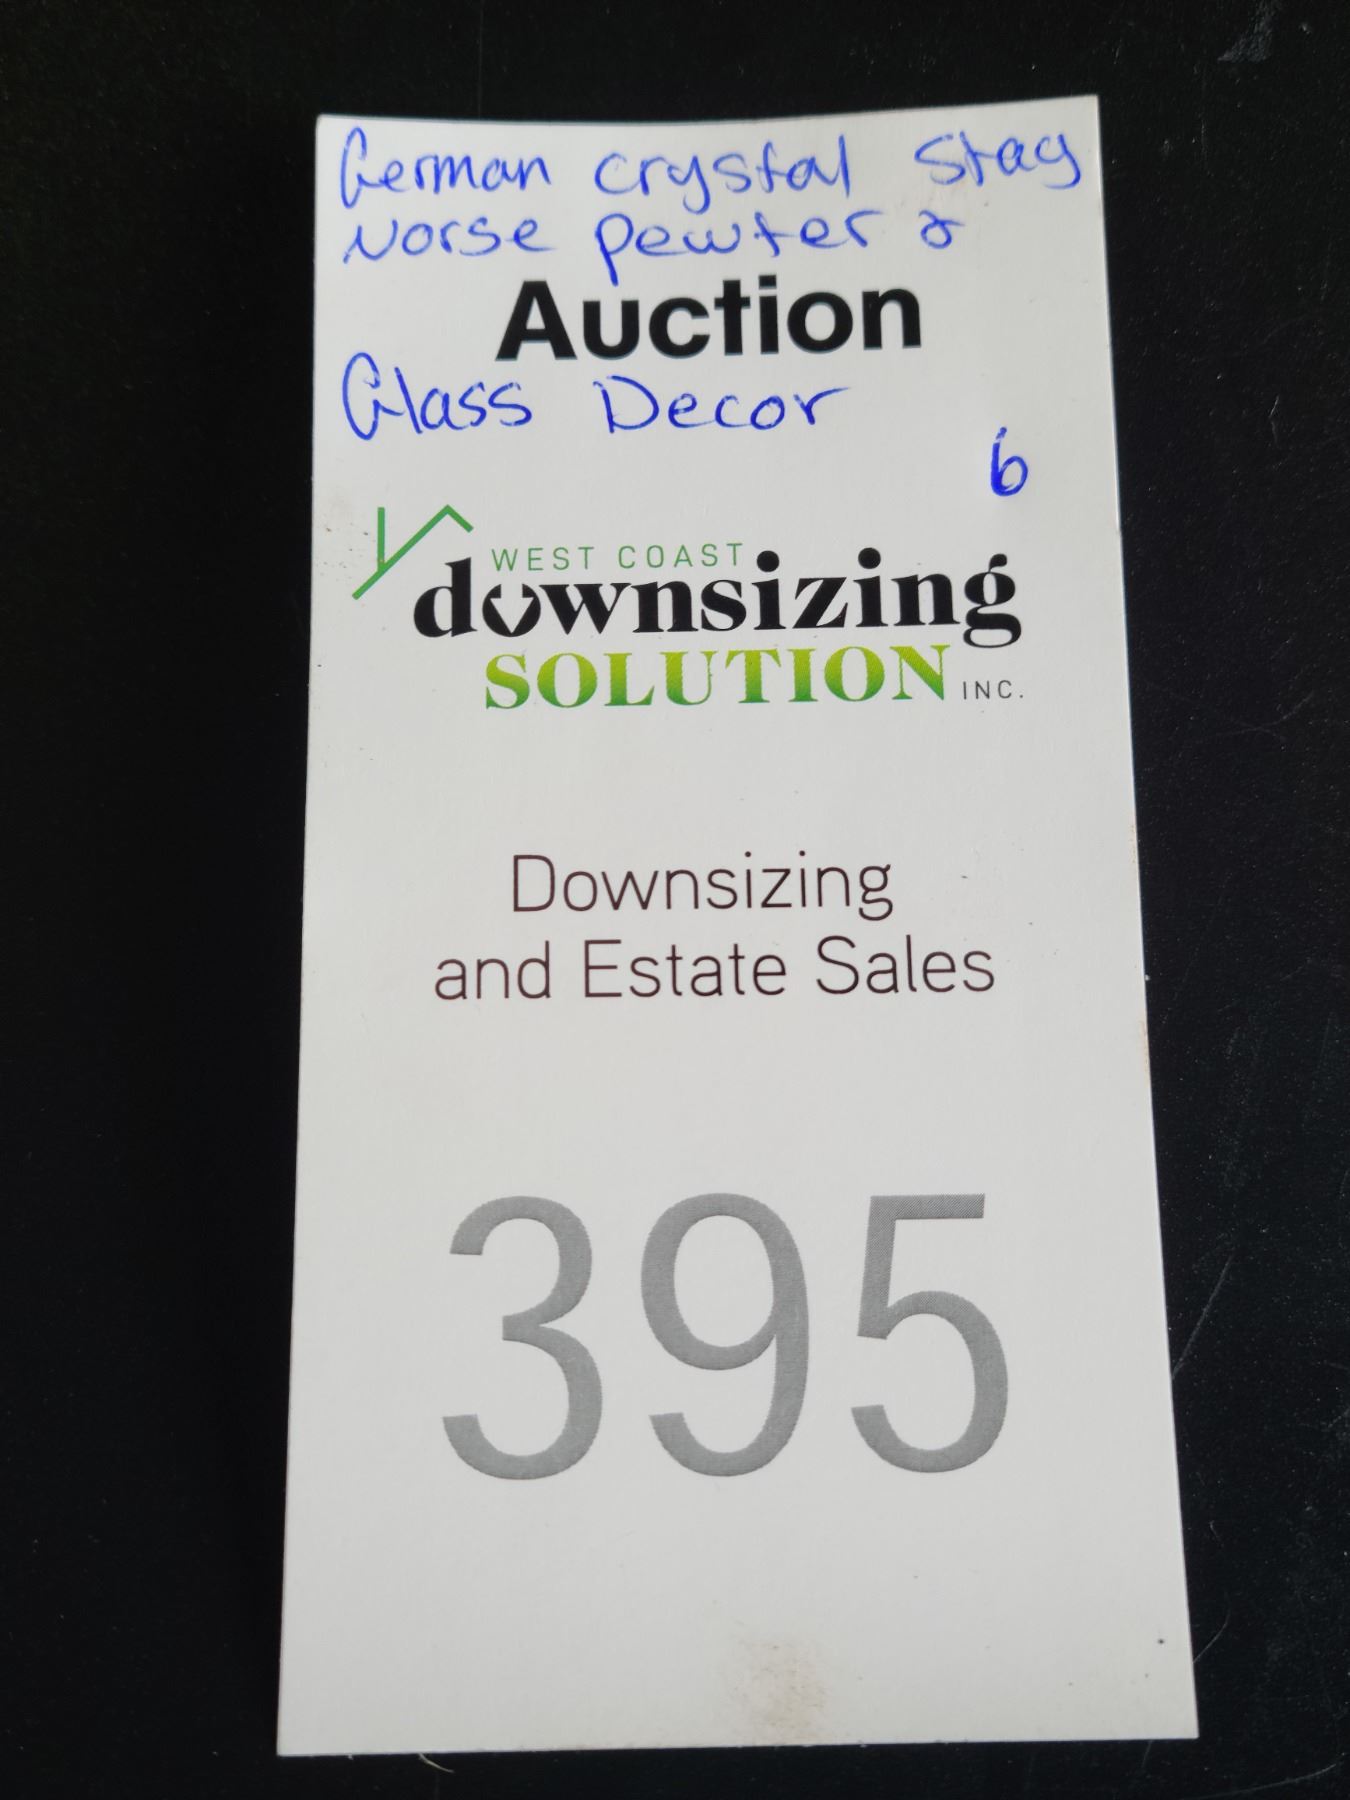 German crystal stag
Norse pewter &
Auction
Glass Decor
6
WEST COAST
downsizing
SOLUTION INC.
Downsizing
and Estate Sales
395